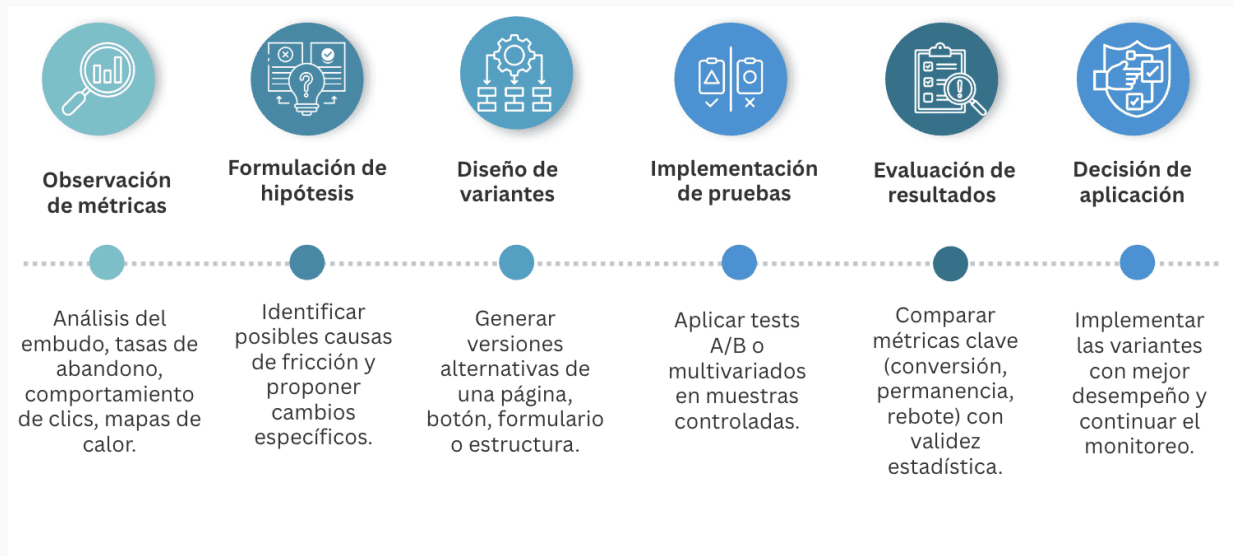 Observación
de métricas
Análisis del
embudo, tasas de
abandono,
comportamiento
de clics, mapas de
calor.
Formulación de
hipótesis
Identificar
posibles causas
de fricción y
proponer
cambios
específicos.
Diseño de
variantes
Generar
versiones
alternativas de
una página,
botón, formulario
o estructura.
Implementación
de pruebas
Aplicar tests
A/B o
multivariados
en muestras
controladas.
Evaluación de
resultados
Comparar
métricas clave
(conversión,
permanencia,
rebote) con
validez
estadística.
Decisión de
aplicación
Implementar
las variantes
con mejor
desempeño y
continuar el
monitoreo.